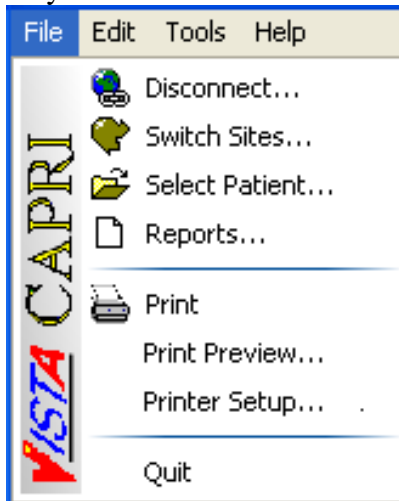 File Edit Tools Help
Disconnect...
Switch Sites...
Select Patient...
Reports...
Print
Print Preview...
Printer Setup... .
Quit
VISTA CAPRI